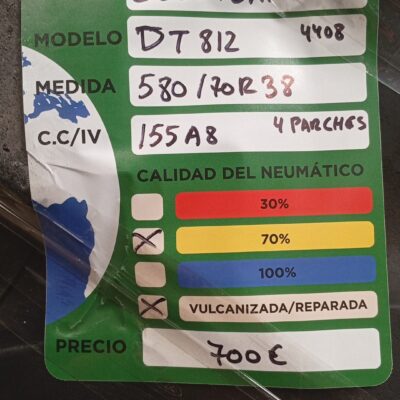 MODELO DT 812 4408
MEDIDA 580/70R38
C.C/IV 155A8 4 PARCHES
CALIDAD DEL NEUMÁTICO
30%
X 70%
100%
X VULCANIZADA/REPARADA
PRECIO 700€